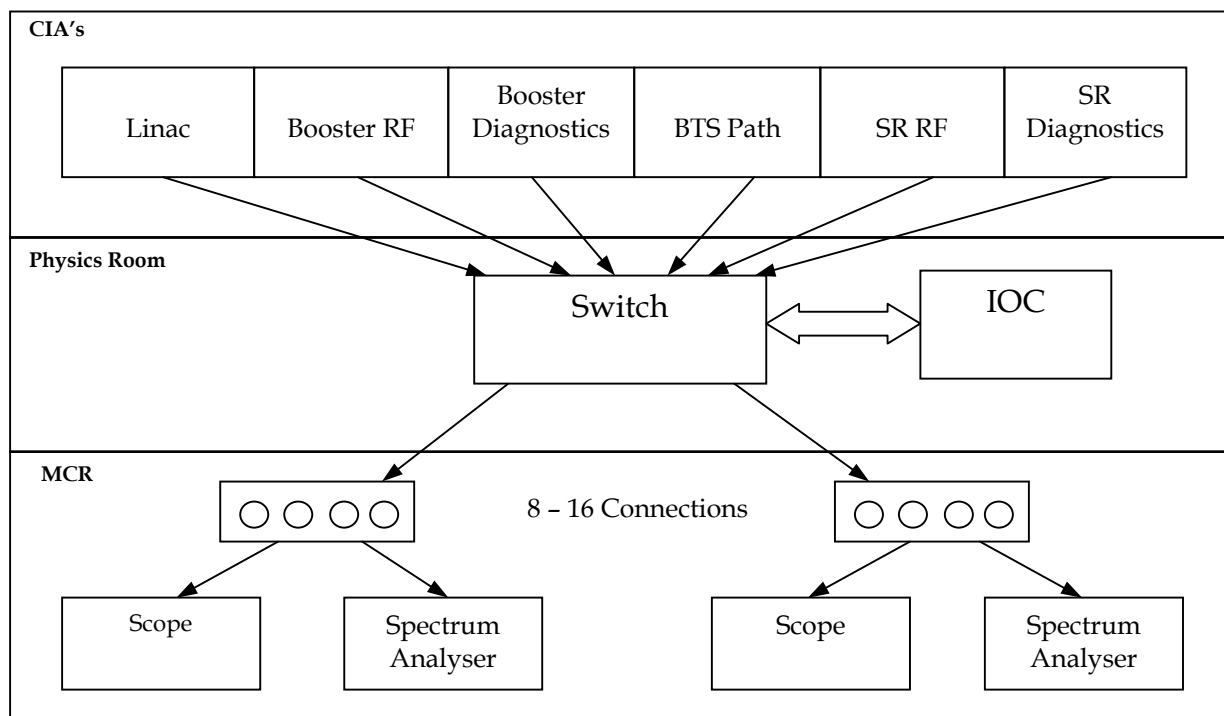 CIA's
Linac
Booster RF
Booster
Diagnostics
BTS Path
SR RF
SR
Diagnostics
Physics Room
Switch
IOC
MCR
8 – 16 Connections
Scope
Spectrum
Analyser
Scope
Spectrum
Analyser